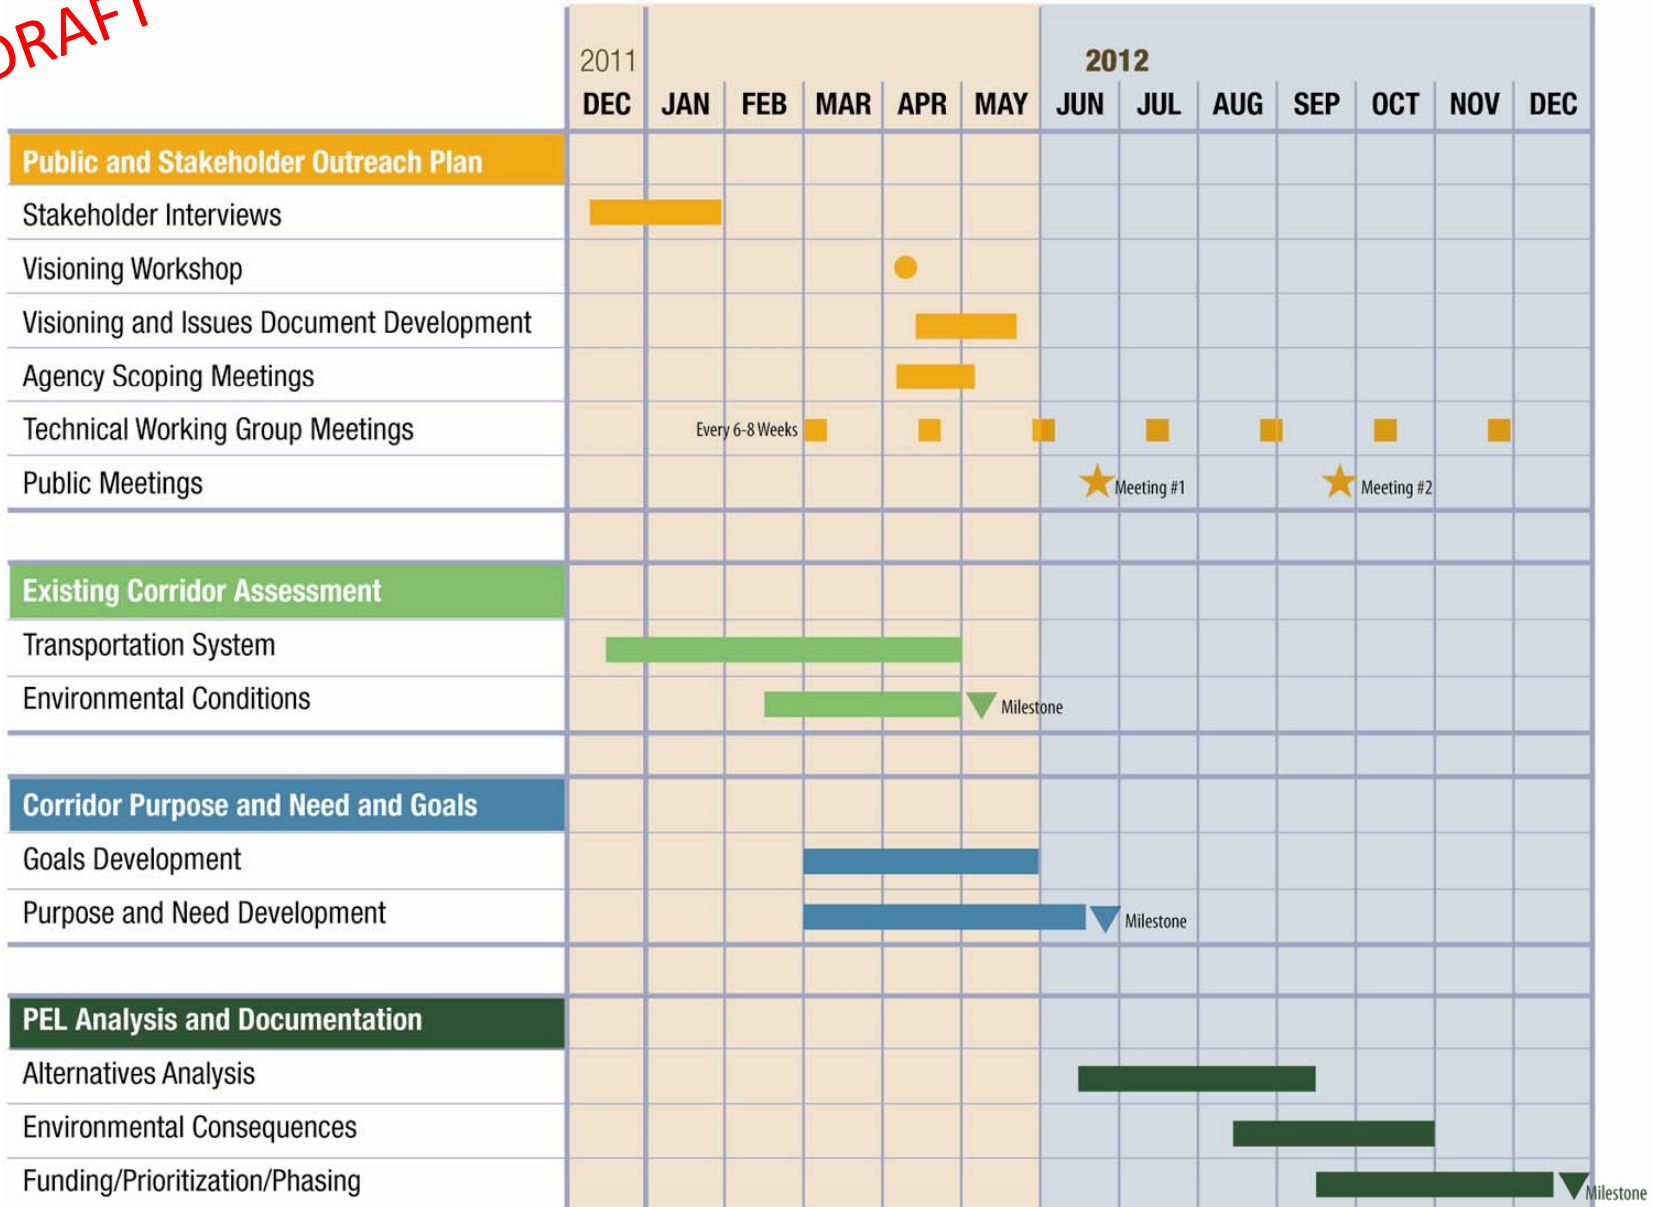 DRAFT
2011 2012
DEC JAN FEB MAR APR MAY JUN JUL AUG SEP OCT NOV DEC
Public and Stakeholder Outreach Plan
Stakeholder Interviews
Visioning Workshop
Visioning and Issues Document Development
Agency Scoping Meetings
Technical Working Group Meetings Every 6-8 Weeks
Public Meetings Meeting #1 Meeting #2
Existing Corridor Assessment
Transportation System
Environmental Conditions Milestone
Corridor Purpose and Need and Goals
Goals Development
Purpose and Need Development Milestone
PEL Analysis and Documentation
Alternatives Analysis
Environmental Consequences
Funding/Prioritization/Phasing Milestone